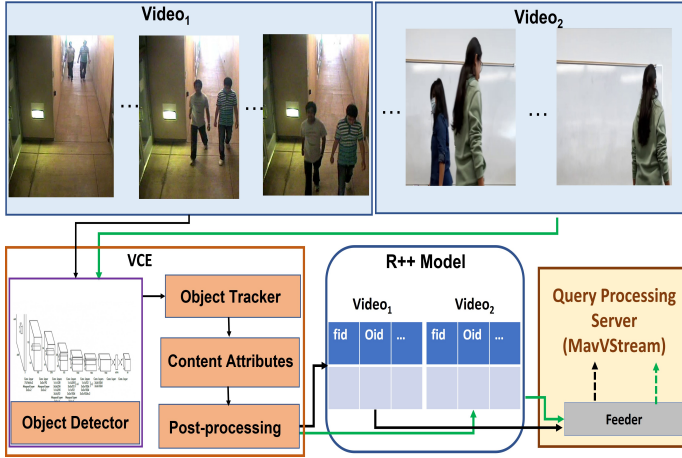 Video1
Video2
...
...
...
...
VCE
Object Detector
Object Tracker
Content Attributes
Post-processing
R++ Model
Video1
Video2
fid Oid ...
fid Oid ...
Query Processing
Server
(MavVStream)
Feeder